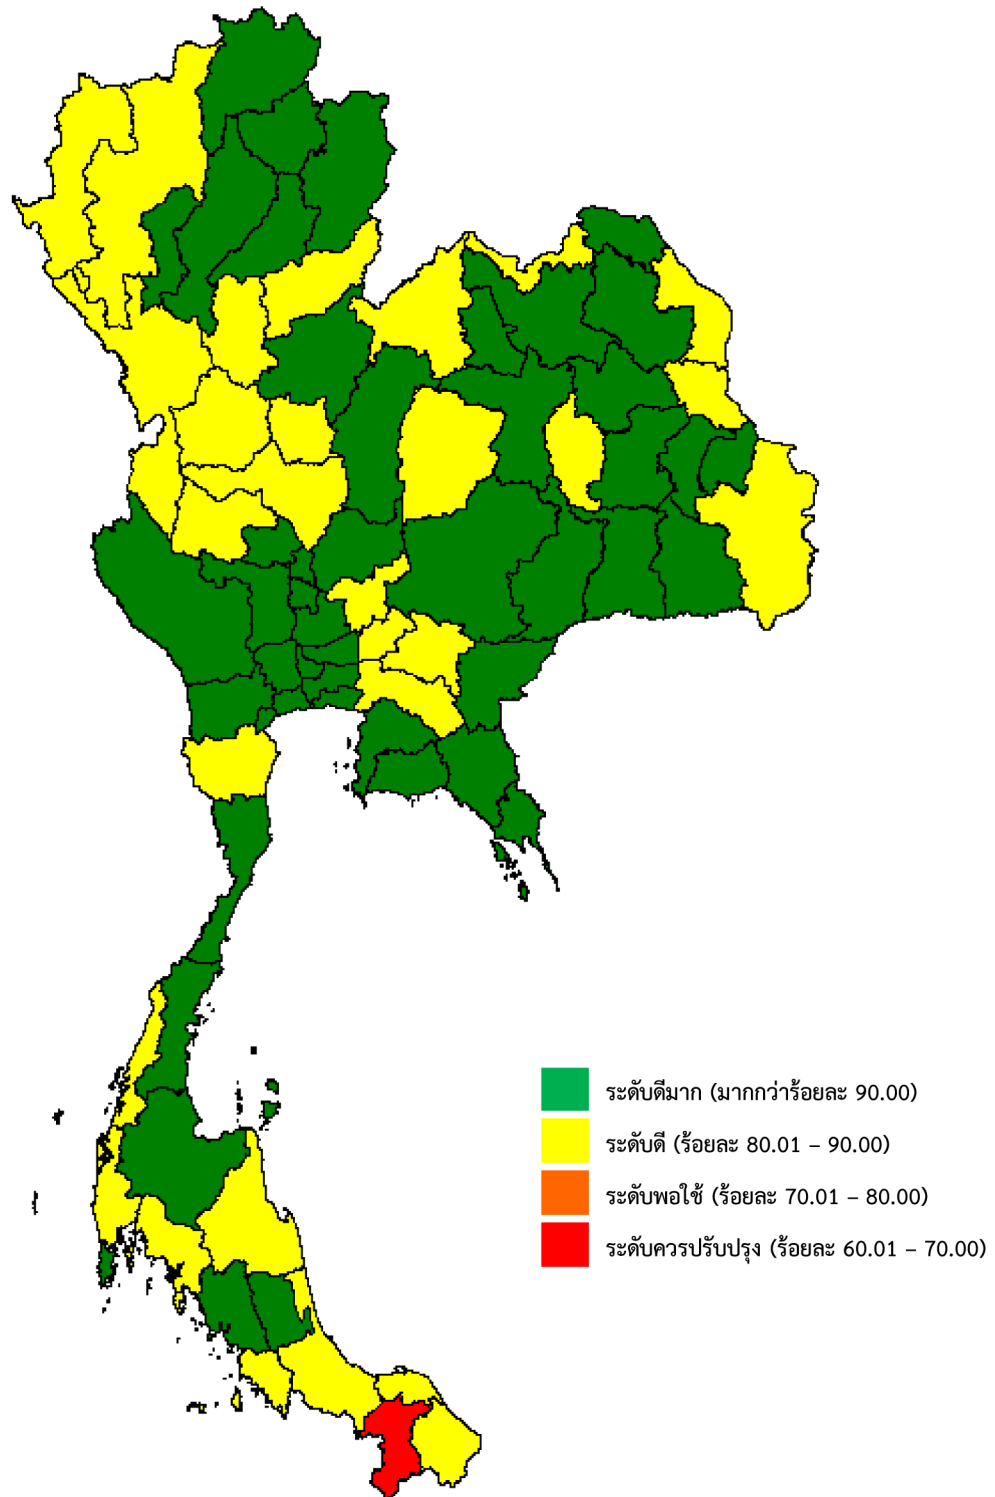 ระดับดีมาก (มากกว่าร้อยละ 90.00)
ระดับดี (ร้อยละ 80.01 – 90.00)
ระดับพอใช้ (ร้อยละ 70.01 – 80.00)
ระดับควรปรับปรุง (ร้อยละ 60.01 – 70.00)